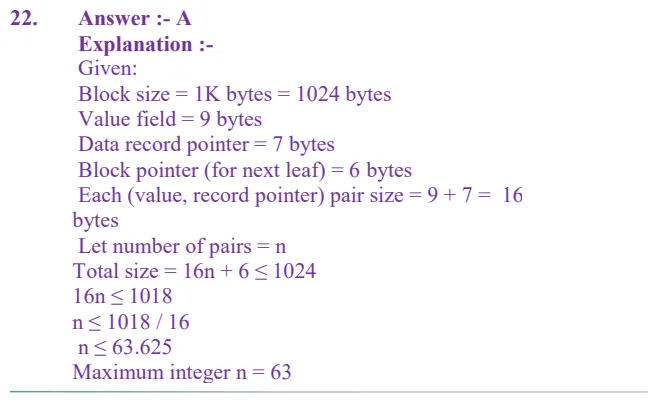 22. Answer :- A
Explanation :-
Given:
Block size = 1K bytes = 1024 bytes
Value field = 9 bytes
Data record pointer = 7 bytes
Block pointer (for next leaf) = 6 bytes
Each (value, record pointer) pair size = 9 + 7 = 16
bytes
Let number of pairs = n
Total size = 16n + 6 ≤ 1024
16n ≤ 1018
n ≤ 1018 / 16
n ≤ 63.625
Maximum integer n = 63